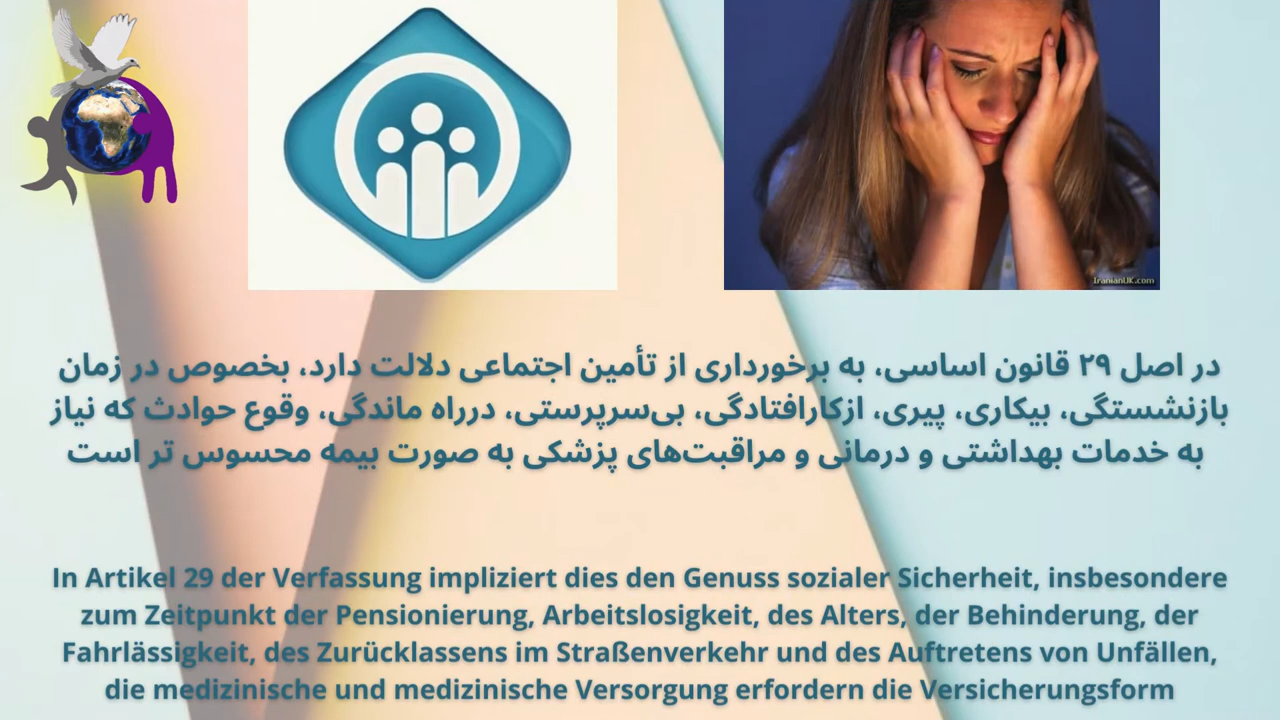 IranianUK.com
در اصل ۲۹ قانون اساسی، به برخورداری از تأمین اجتماعی دلالت دارد، بخصوص در زمان
بازنشستگی، بیکاری، پیری، ازکارافتادگی، بی‌سرپرستی، درراه ماندگی، وقوع حوادث که نیاز
به خدمات بهداشتی و درمانی و مراقبت‌های پزشکی به صورت بیمه محسوس تر است
In Artikel 29 der Verfassung impliziert dies den Genuss sozialer Sicherheit, insbesondere
zum Zeitpunkt der Pensionierung, Arbeitslosigkeit, des Alters, der Behinderung, der
Fahrlässigkeit, des Zurücklassens im Straßenverkehr und des Auftretens von Unfällen,
die medizinische und medizinische Versorgung erfordern die Versicherungsform